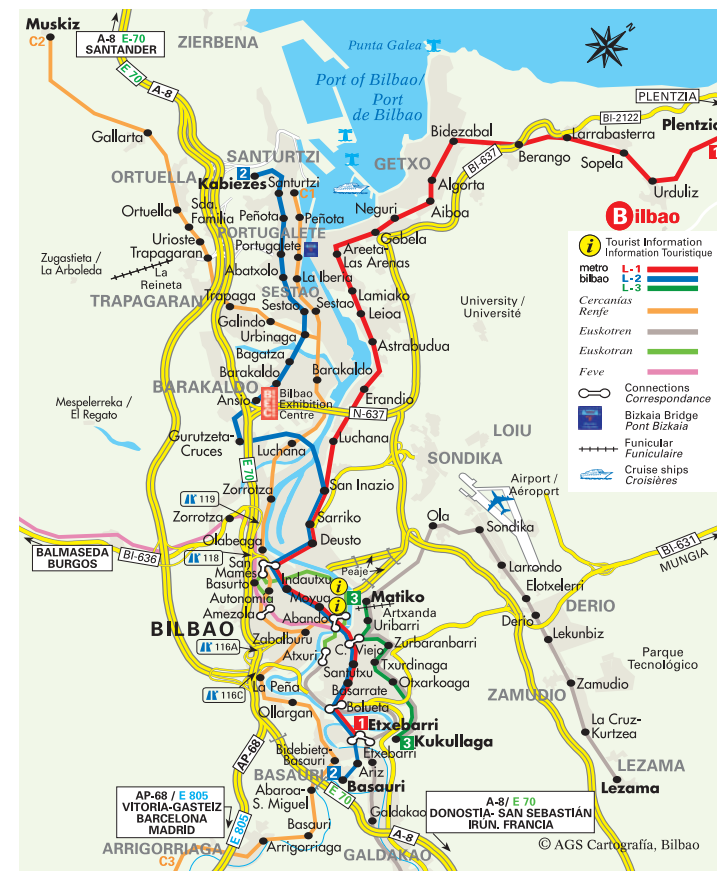 Muskiz
C2
A-8 E-70
SANTANDER
ZIERBENA
Punta Galea
N
E 70
A-8
Port of Bilbao/
Port
de Bilbao
PLENTZIA
BI-2122
Plentzia
1
Gallarta
Bidezabal
Larrabasterra
BI-637
Berango
Sopela
Urduliz
SANTURTZI
GETXO
ORTUELLA
2
Kabiezes
Santurtzi
C1
Algorta
Aiboa
Neguri
Gobela
Ortuella
Sda.
Familia
Peñota
Peñota
PORTUGALETE
Urioste
Trapagaran
Portugalete
Areeta-
Las Arenas
Zugastieta /
La Arboleda
La
Reineta
Abatxolo
La Iberia
SESTAO
TRAPAGARAN
Trapaga
Sestao
Sestao
Lamiako
Leioa
University /
Université
Galindo
Urbinaga
Astrabudua
Bagatza
Barakaldo
Barakaldo
BARAKALDO
Ansio
BEC
Bilbao
Exhibition
Centre
Erandio
N-637
Mespelerreka /
El Regato
Gurutzeta-
Cruces
Luchana
Luchana
LOIU
SONDIKA
E 70
Airport /
Aéroport
Bilbao
i
Tourist Information
Information Touristique
metro
bilbao
L-1
L-2
L-3
Cercanías
Renfe
Euskotren
Euskotran
Feve
Connections
Correspondance
Bizkaia Bridge
Pont Bizkaia
Funicular
Funiculaire
Cruise ships
Croisières
119
Zorrotza
Zorrotza
San Inazio
Sarriko
Ola
Sondika
BALMASEDA
BURGOS
BI-636
118
Olabeaga
Deusto
BI-631
MUNGIA
San
Mames
Peaje
Larrondo
Basurto
Indautxu
i
Elotxelerri
Autonomia
Moyua
i
3
Matiko
DERIO
Amezola
Abando
Artxanda
Uribarri
Derio
BILBAO
Zabalburu
Zurbaranbarri
Lekunbiz
116A
Atxuri
C. Viejo
Txurdinaga
Parque
Tecnológico
116C
La Peña
Santutxu
Otxarkoaga
Basarrate
ZAMUDIO
Zamudio
Ollargan
Bolueta
1
Etxebarri
La Cruz-
Kurtzea
3
Kukullaga
AP-68
Bidebieta-
Basauri
Etxebarri
BASAURI
2
Ariz
Basauri
LEZAMA
Lezama
AP-68 / E 805
VITORIA-GASTEIZ
BARCELONA
MADRID
Abaroa-
S. Miguel
E 70
Galdakao
A-8/ E 70
DONOSTIA- SAN SEBASTIÁN
IRÚN. FRANCIA
E 805
Basauri
A-8
ARRIGORRIAGA
C3
Arrigorriaga
GALDAKAO
© AGS Cartografía, Bilbao